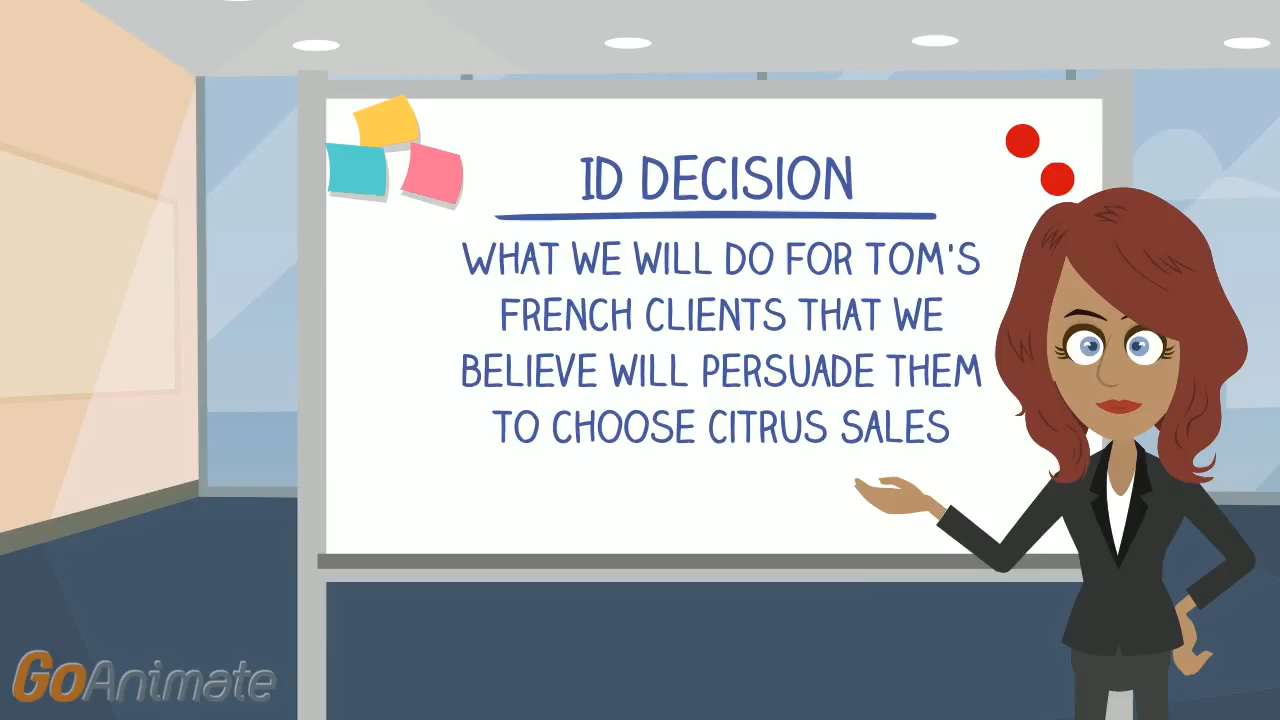 ID DECISION
WHAT WE WILL DO FOR TOM'S
FRENCH CLIENTS THAT WE
BELIEVE WILL PERSUADE THEM
TO CHOOSE CITRUS SALES
GoAnimate